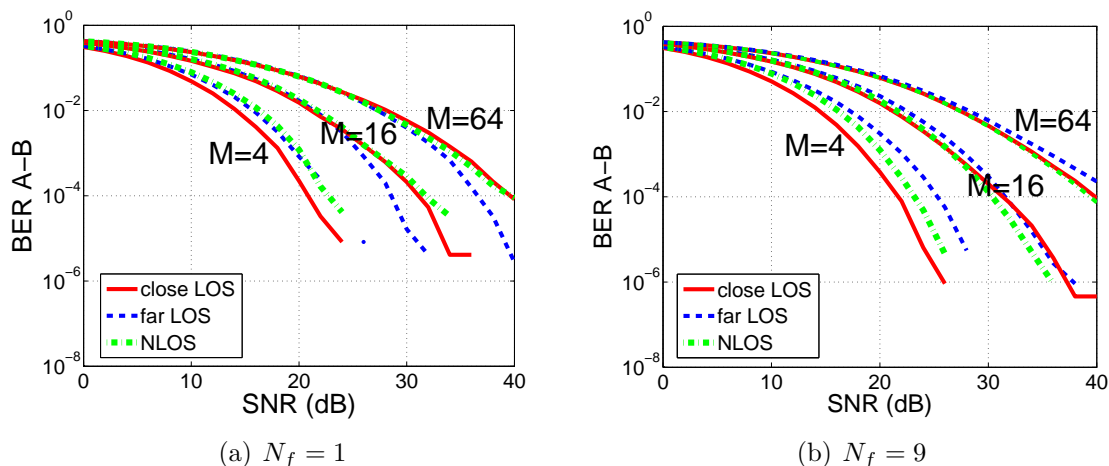 10^0
10^−2
10^−4
10^−6
10^−8
BER A−B
M=4
M=16
M=64
close LOS
far LOS
NLOS
0 10 20 30 40
SNR (dB)
(a) N_f = 1
10^0
10^−2
10^−4
10^−6
10^−8
BER A−B
M=4
M=16
M=64
close LOS
far LOS
NLOS
0 10 20 30 40
SNR (dB)
(b) N_f = 9